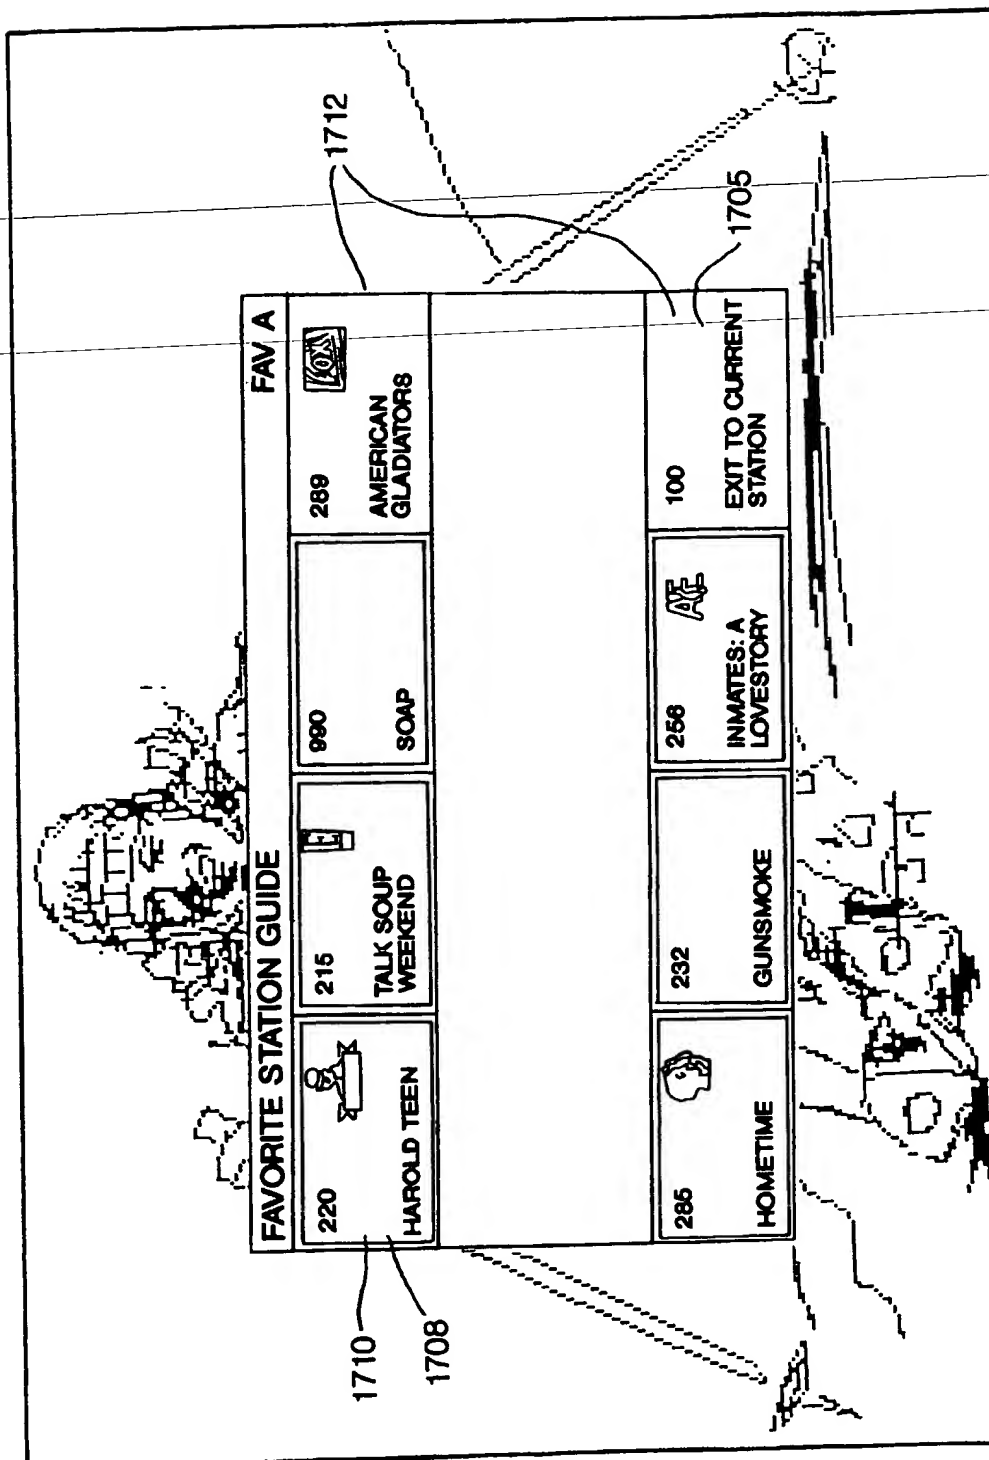 FAVORITE STATION GUIDE FAV A
220
HAROLD TEEN
215
E
TALK SOUP
WEEKEND
990
SOAP
289
FOX
AMERICAN
GLADIATORS
285
HOMETIME
232
GUNSMOKE
256
A&E
INMATES: A
LOVESTORY
100
EXIT TO CURRENT
STATION
1710
1708
1712
1705